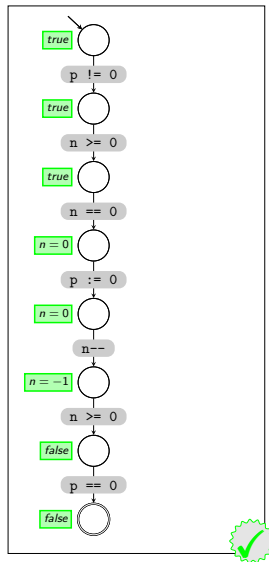 true
p != 0
true
n >= 0
true
n == 0
n = 0
p := 0
n = 0
n--
n = −1
n >= 0
false
p == 0
false